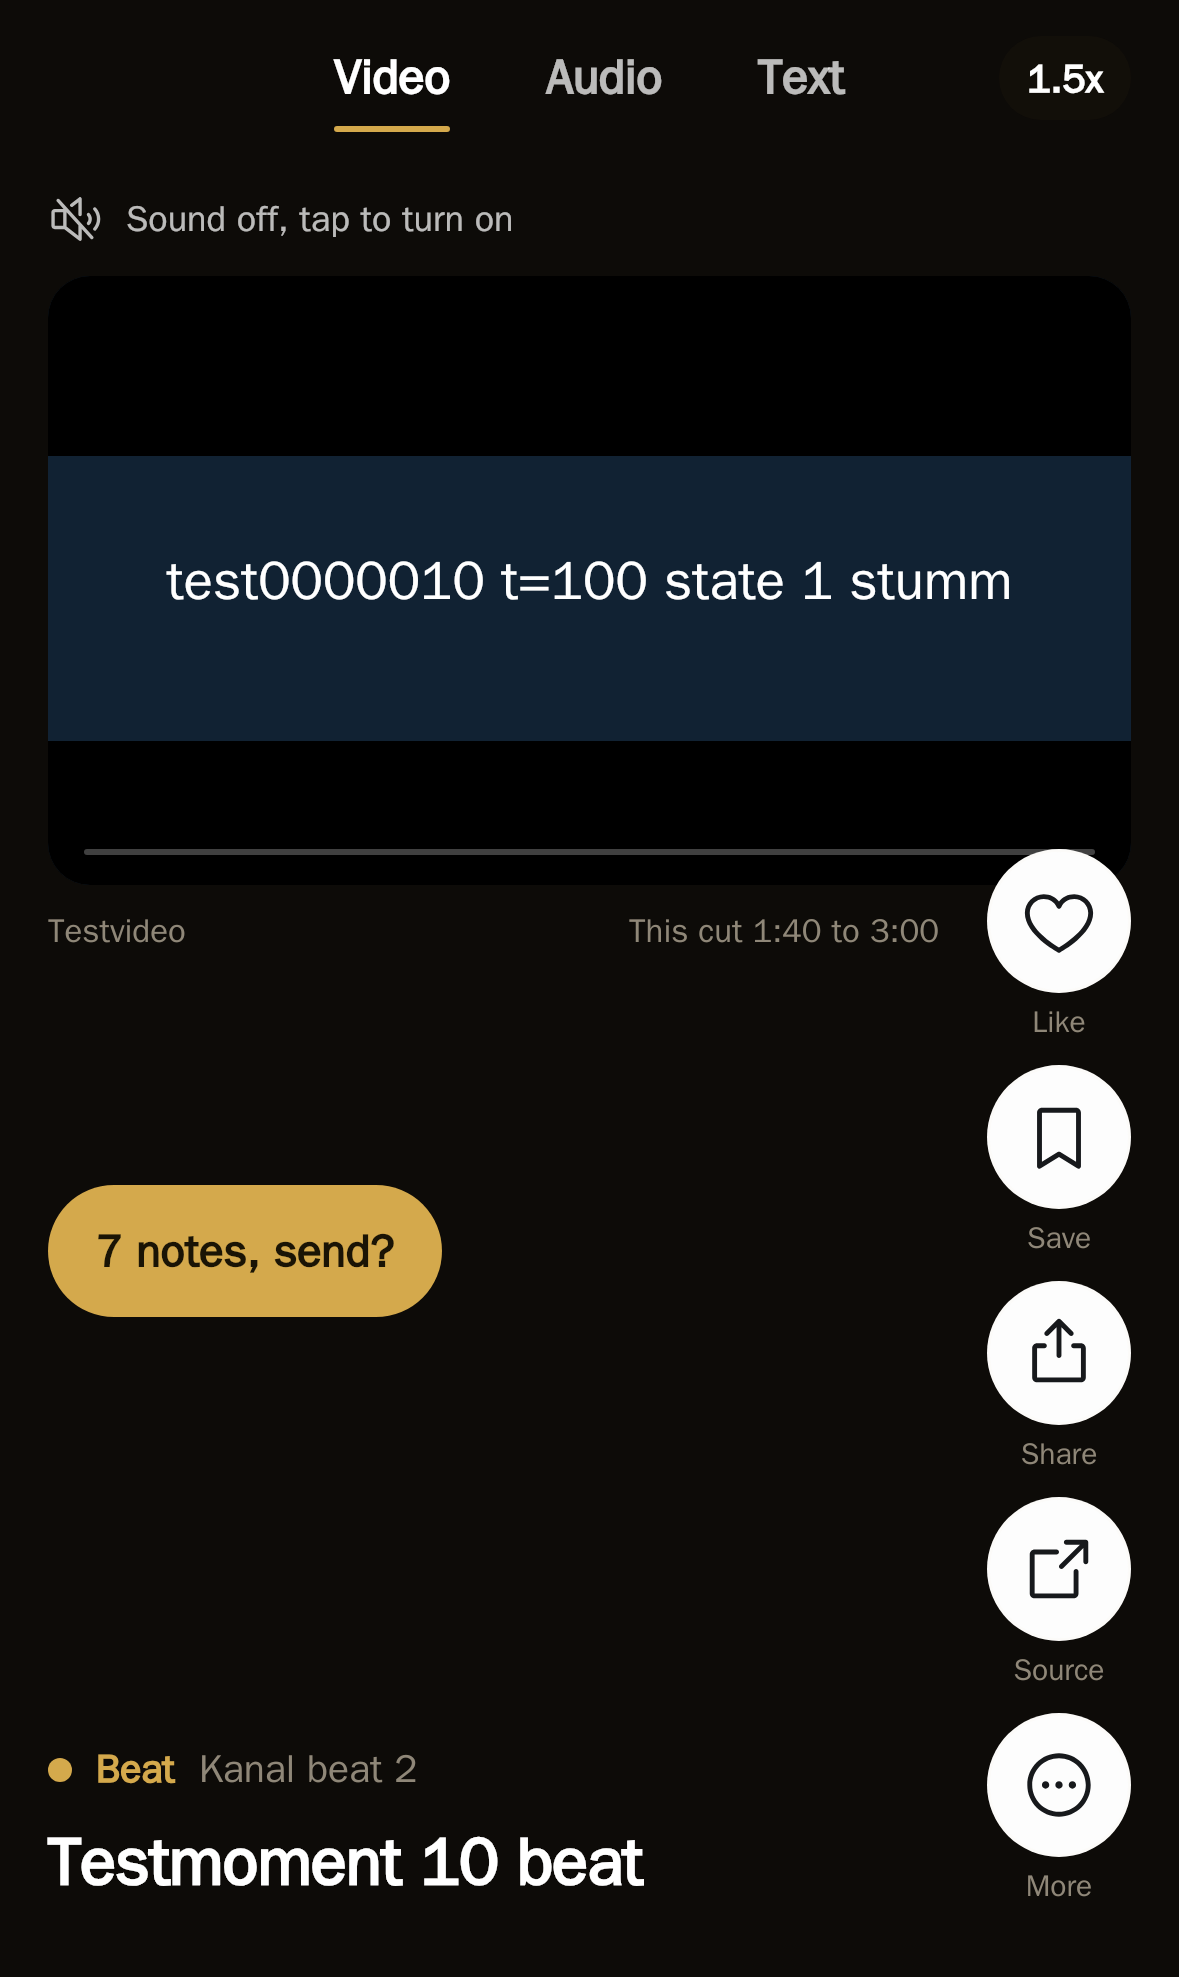 Video Audio Text 1.5x
Sound off, tap to turn on
test0000010 t=100 state 1 stumm
Testvideo This cut 1:40 to 3:00
Like
Save
7 notes, send?
Share
Source
Beat Kanal beat 2
Testmoment 10 beat
More